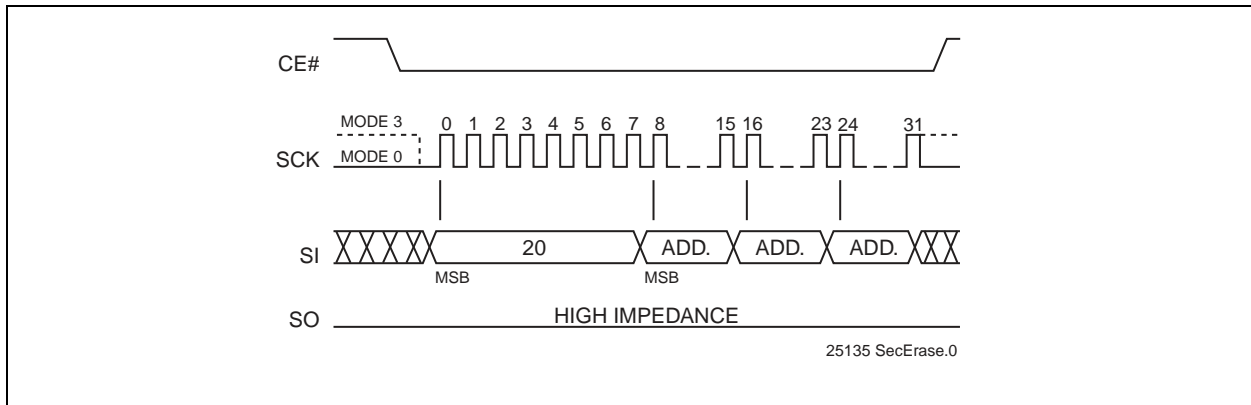 CE#
MODE 3 0 1 2 3 4 5 6 7 8 15 16 23 24 31
SCK MODE 0
SI 20 ADD. ADD. ADD.
MSB MSB
SO HIGH IMPEDANCE
25135 SecErase.0